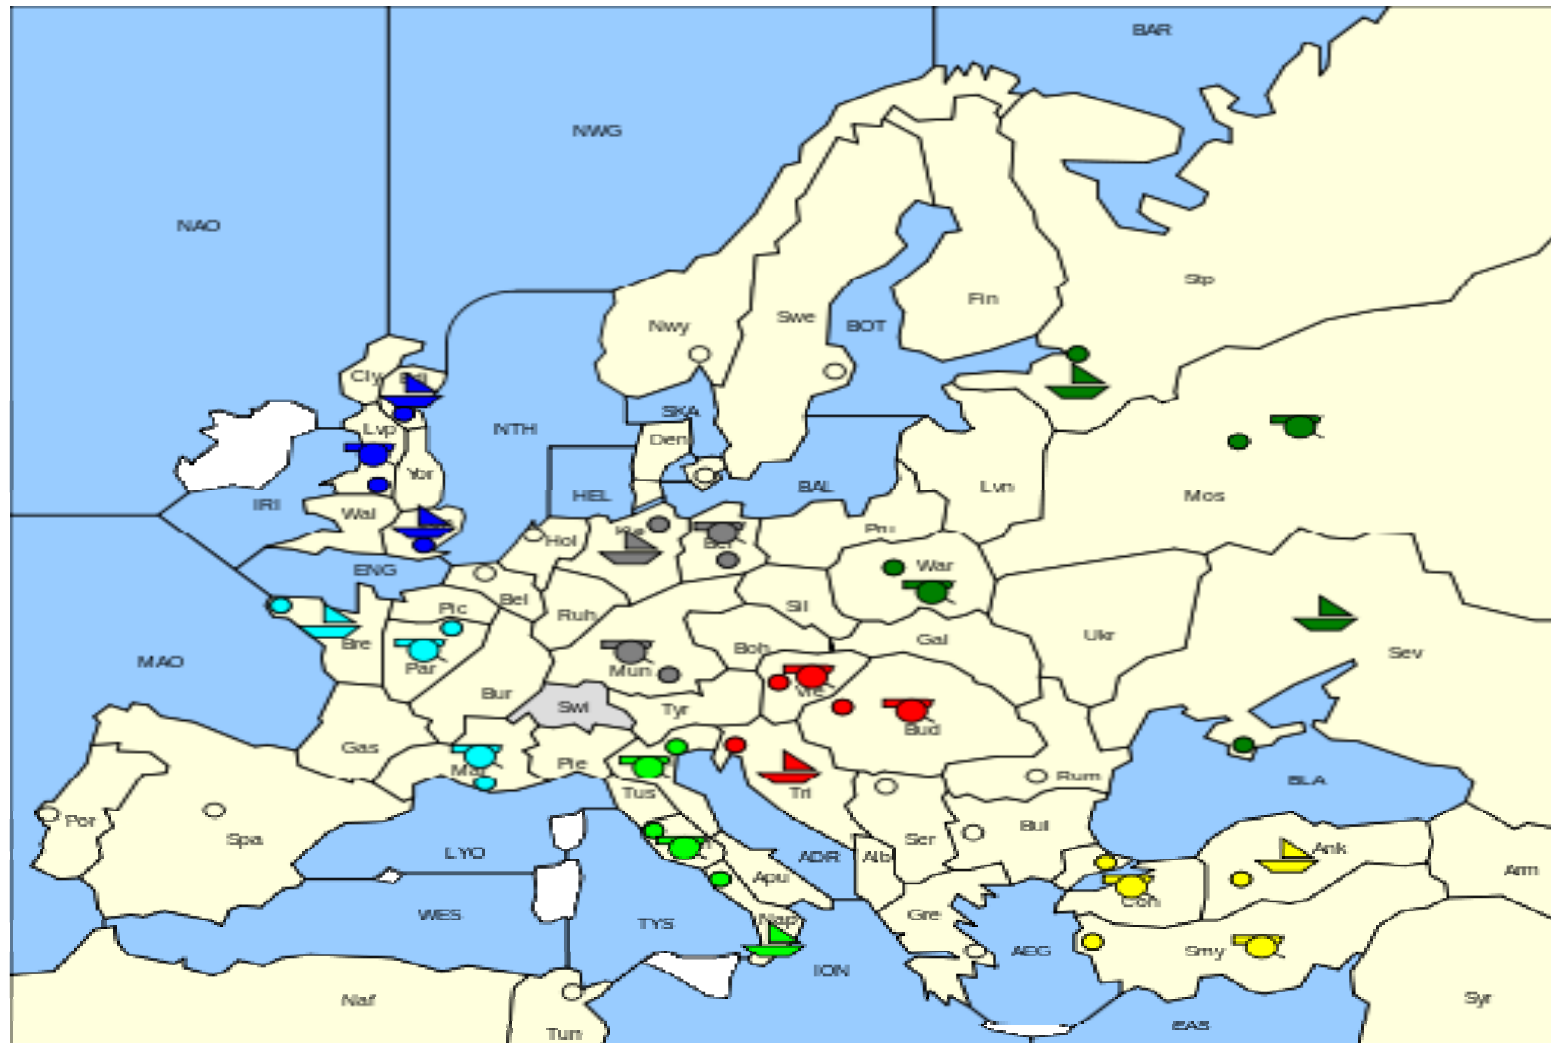 BAR
NWG
NAO
Stp
Fin
Swe
BOT
Nwy
Cly
SKA
NTH
Lvp
Den
Yor
BAL
Lvn
HEL
Mos
IRI
Wal
Hol
Pru
War
ENG
Bel
Pic
Sil
Ruh
Ukr
Gal
Bre
Boh
Sev
MAO
Par
Mun
Bur
Swi
Tyr
Vie
Bud
Gas
Pie
Mar
Rum
BLA
Tus
Tri
Por
Spa
Ser
Bul
LYO
ADR
Alb
Ank
Apu
Arm
Con
WES
TYS
Nap
Gre
AEG
Smy
ION
Naf
Syr
Tun
EAS